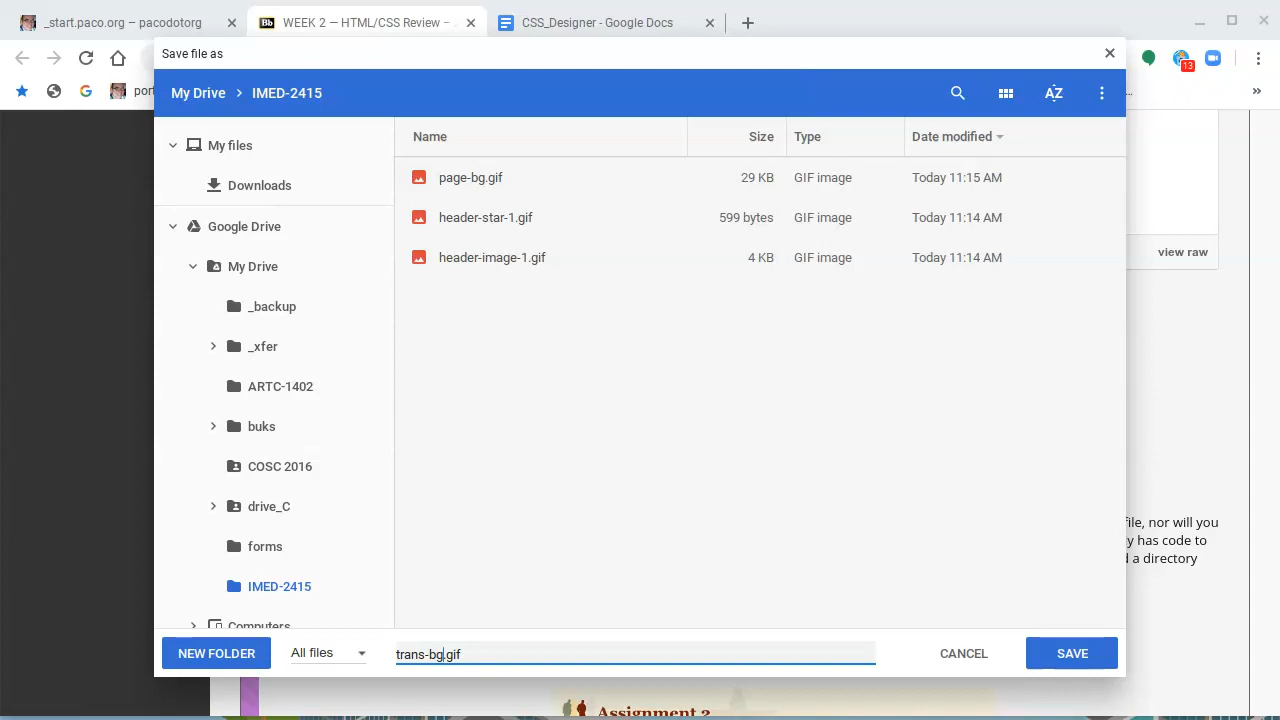 _start.paco.org — pacodotorg
WEEK 2 — HTML/CSS Review –
CSS_Designer - Google Docs
Save file as
13
port
My Drive > IMED-2415
AZ
Name Size Type Date modified
My files
Downloads
Google Drive
My Drive
_backup
_xfer
ARTC-1402
buks
COSC 2016
drive_C
forms
IMED-2415
Computers
page-bg.gif 29 KB GIF image Today 11:15 AM
header-star-1.gif 599 bytes GIF image Today 11:14 AM
header-image-1.gif 4 KB GIF image Today 11:14 AM
view raw
file, nor will you
y has code to
d a directory
NEW FOLDER All files trans-bg.gif CANCEL SAVE
Assignment 2